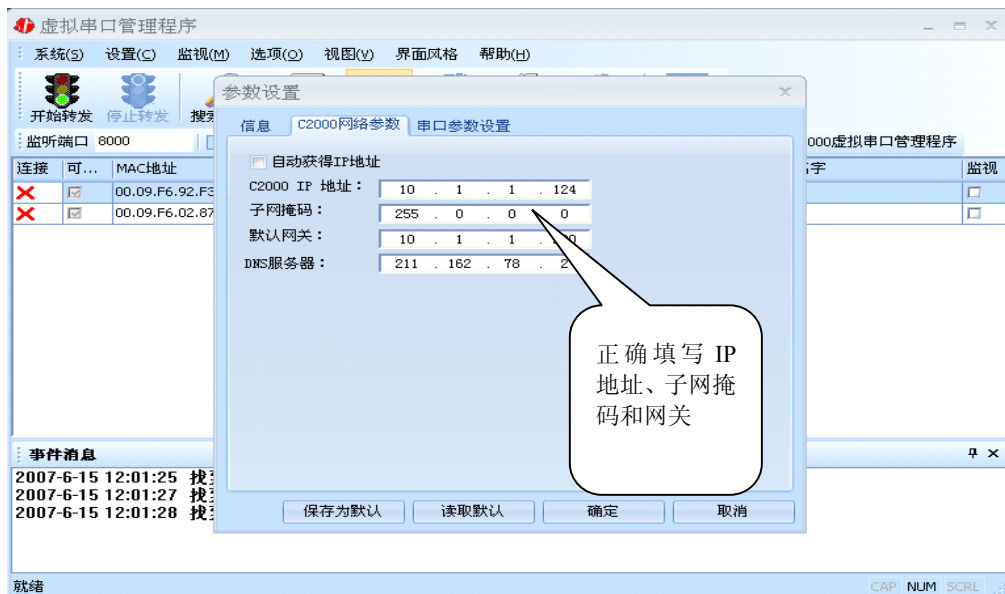 虚拟串口管理程序
系统(S) 设置(C) 监视(M) 选项(O) 视图(V) 界面风格 帮助(H)
开始转发 停止转发
监听端口 8000
000虚拟串口管理程序
连接 可... MAC地址
字 监视
00.09.F6.92.F3
00.09.F6.02.87
参数设置
信息 C2000网络参数 串口参数设置
自动获得IP地址
C2000 IP 地址: 10 . 1 . 1 . 124
子网掩码: 255 . 0 . 0 . 0
默认网关: 10 . 1 . 1 .
DNS服务器: 211 . 162 . 78 .
正确填写 IP
地址、子网掩
码和网关
保存为默认 读取默认 确定 取消
事件消息
2007-6-15 12:01:25 找
2007-6-15 12:01:27 找
2007-6-15 12:01:28 找
就绪
CAP NUM SCRL